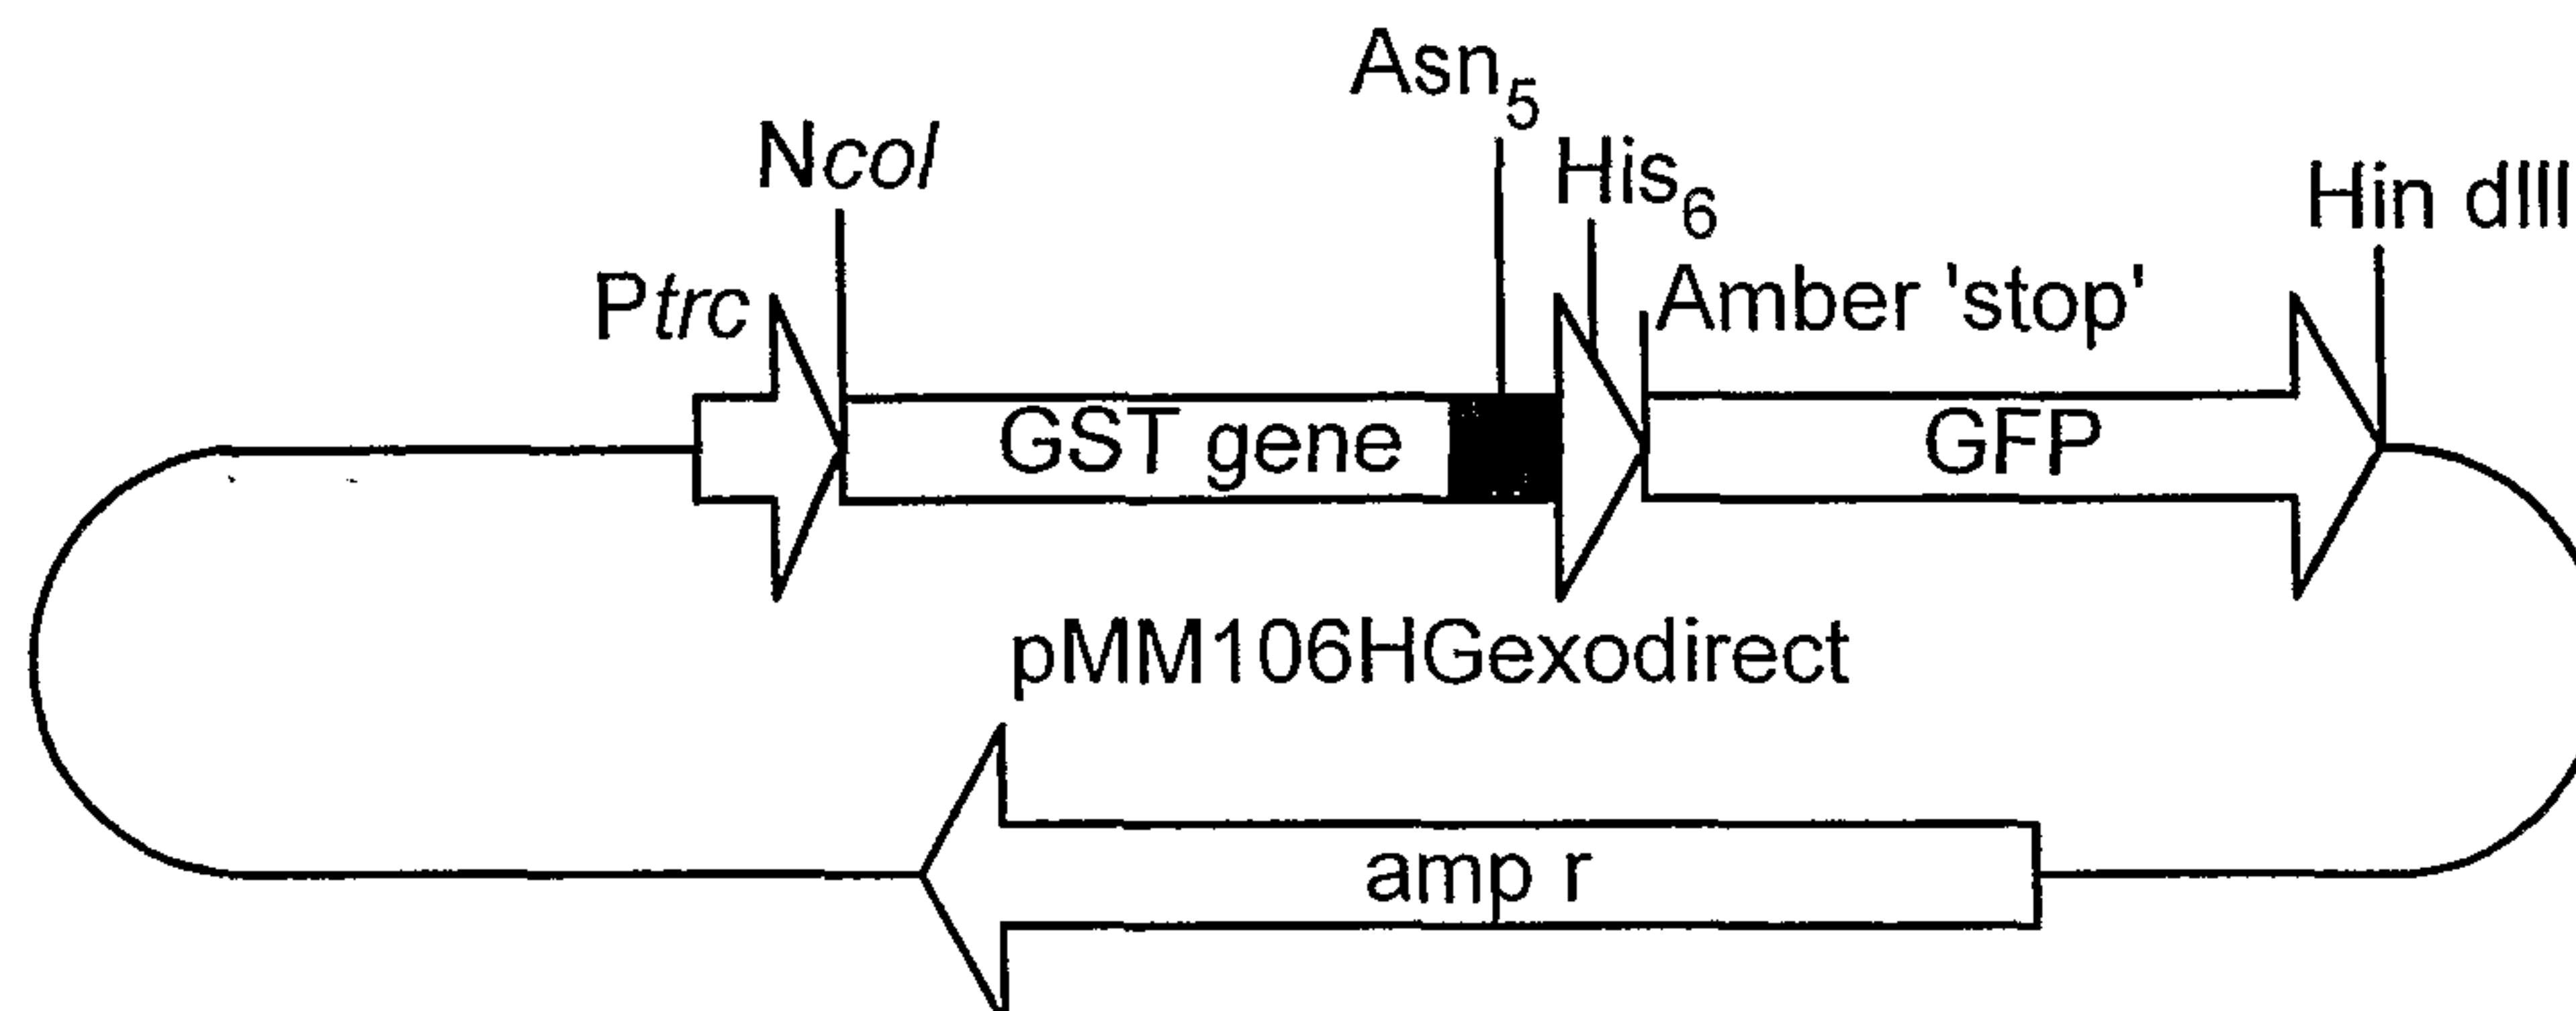 Asn5
NcoI
His6
Hin dIII
Ptrc
Amber 'stop'
GST gene
GFP
pMM106HGexodirect
amp r